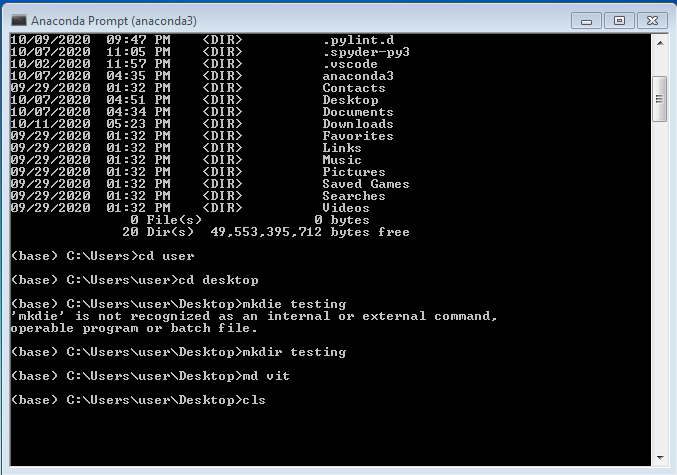 Anaconda Prompt (anaconda3)
10/09/2020  09:47 PM    <DIR>          .pylint.d
10/07/2020  11:05 PM    <DIR>          .spyder-py3
10/02/2020  11:57 PM    <DIR>          .vscode
10/07/2020  04:35 PM    <DIR>          anaconda3
09/29/2020  01:32 PM    <DIR>          Contacts
10/07/2020  04:51 PM    <DIR>          Desktop
10/07/2020  04:34 PM    <DIR>          Documents
10/11/2020  05:23 PM    <DIR>          Downloads
09/29/2020  01:32 PM    <DIR>          Favorites
09/29/2020  01:32 PM    <DIR>          Links
09/29/2020  01:32 PM    <DIR>          Music
09/29/2020  01:32 PM    <DIR>          Pictures
09/29/2020  01:32 PM    <DIR>          Saved Games
09/29/2020  01:32 PM    <DIR>          Searches
09/29/2020  01:32 PM    <DIR>          Videos
0 File(s)              0 bytes
20 Dir(s)  49,553,395,712 bytes free
(base) C:\Users>cd user
(base) C:\Users\user>cd desktop
(base) C:\Users\user\Desktop>mkdie testing
'mkdie' is not recognized as an internal or external command,
operable program or batch file.
(base) C:\Users\user\Desktop>mkdir testing
(base) C:\Users\user\Desktop>md vit
(base) C:\Users\user\Desktop>cls